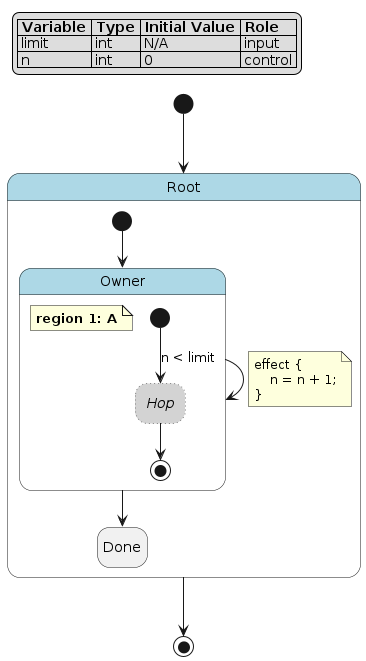 Variable Type Initial Value Role
limit int N/A input
n int 0 control
Root
Owner
region 1: A
n < limit
effect {
    n = n + 1;
}
Hop
Done